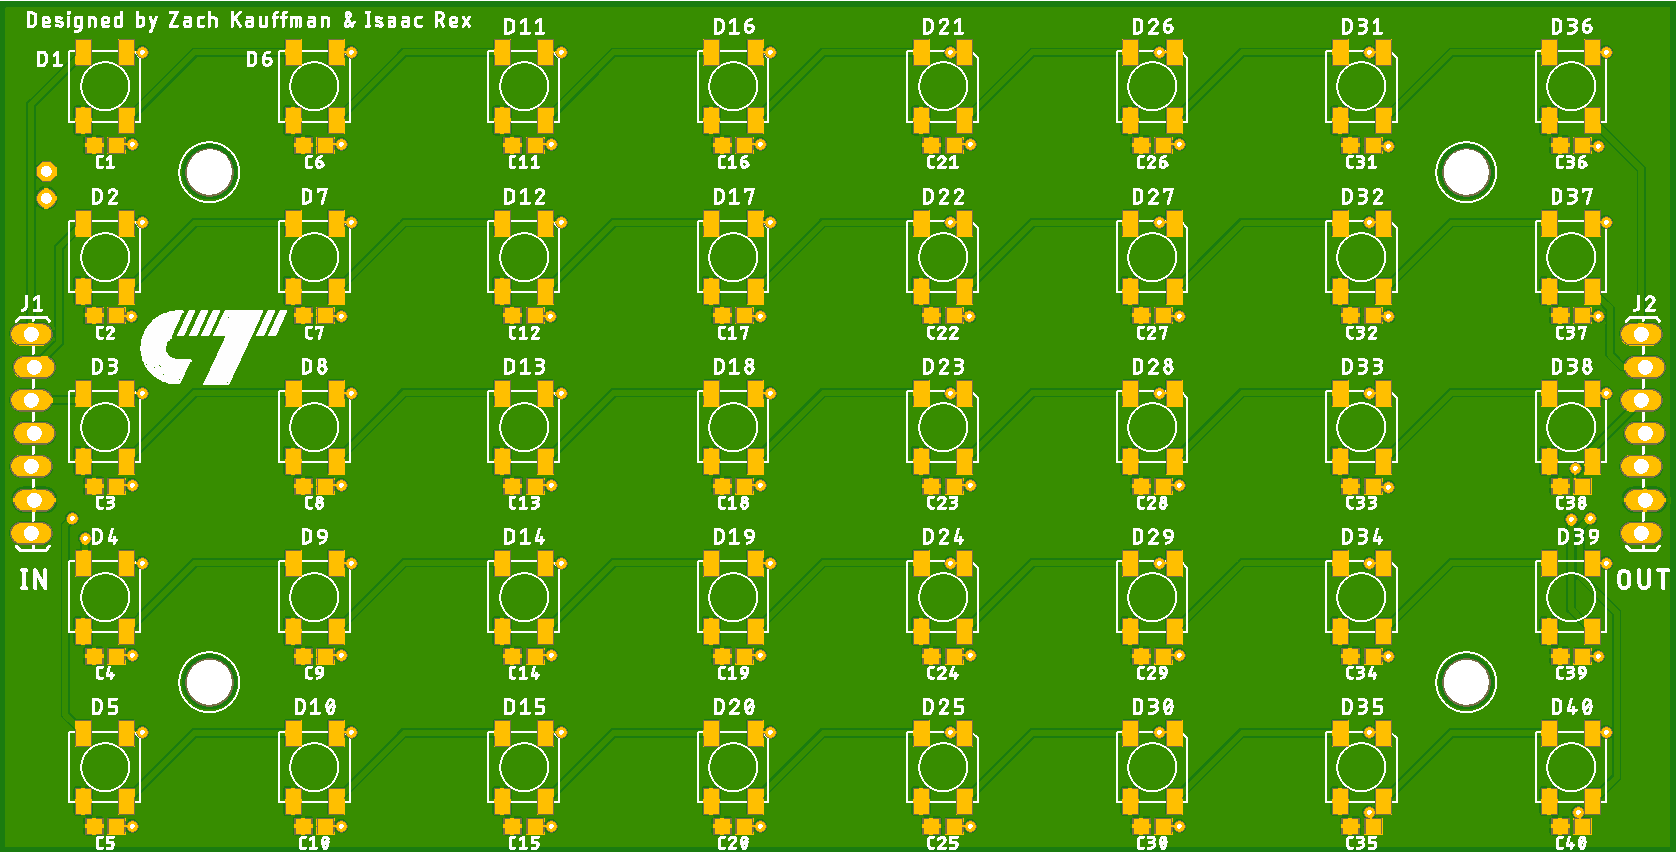 Designed by Zach Kauffman & Isaac Rex
D1 D6 D11 D16 D21 D26 D31 D36
C1 C6 C11 C16 C21 C26 C31 C36
D2 D7 D12 D17 D22 D27 D32 D37
J1 J2
C2 C7 C12 C17 C22 C27 C32 C37
CT
D3 D8 D13 D18 D23 D28 D33 D38
C3 C8 C13 C18 C23 C28 C33 C38
D4 D9 D14 D19 D24 D29 D34 D39
IN OUT
C4 C9 C14 C19 C24 C29 C34 C39
D5 D10 D15 D20 D25 D30 D35 D40
C5 C10 C15 C20 C25 C30 C35 C40